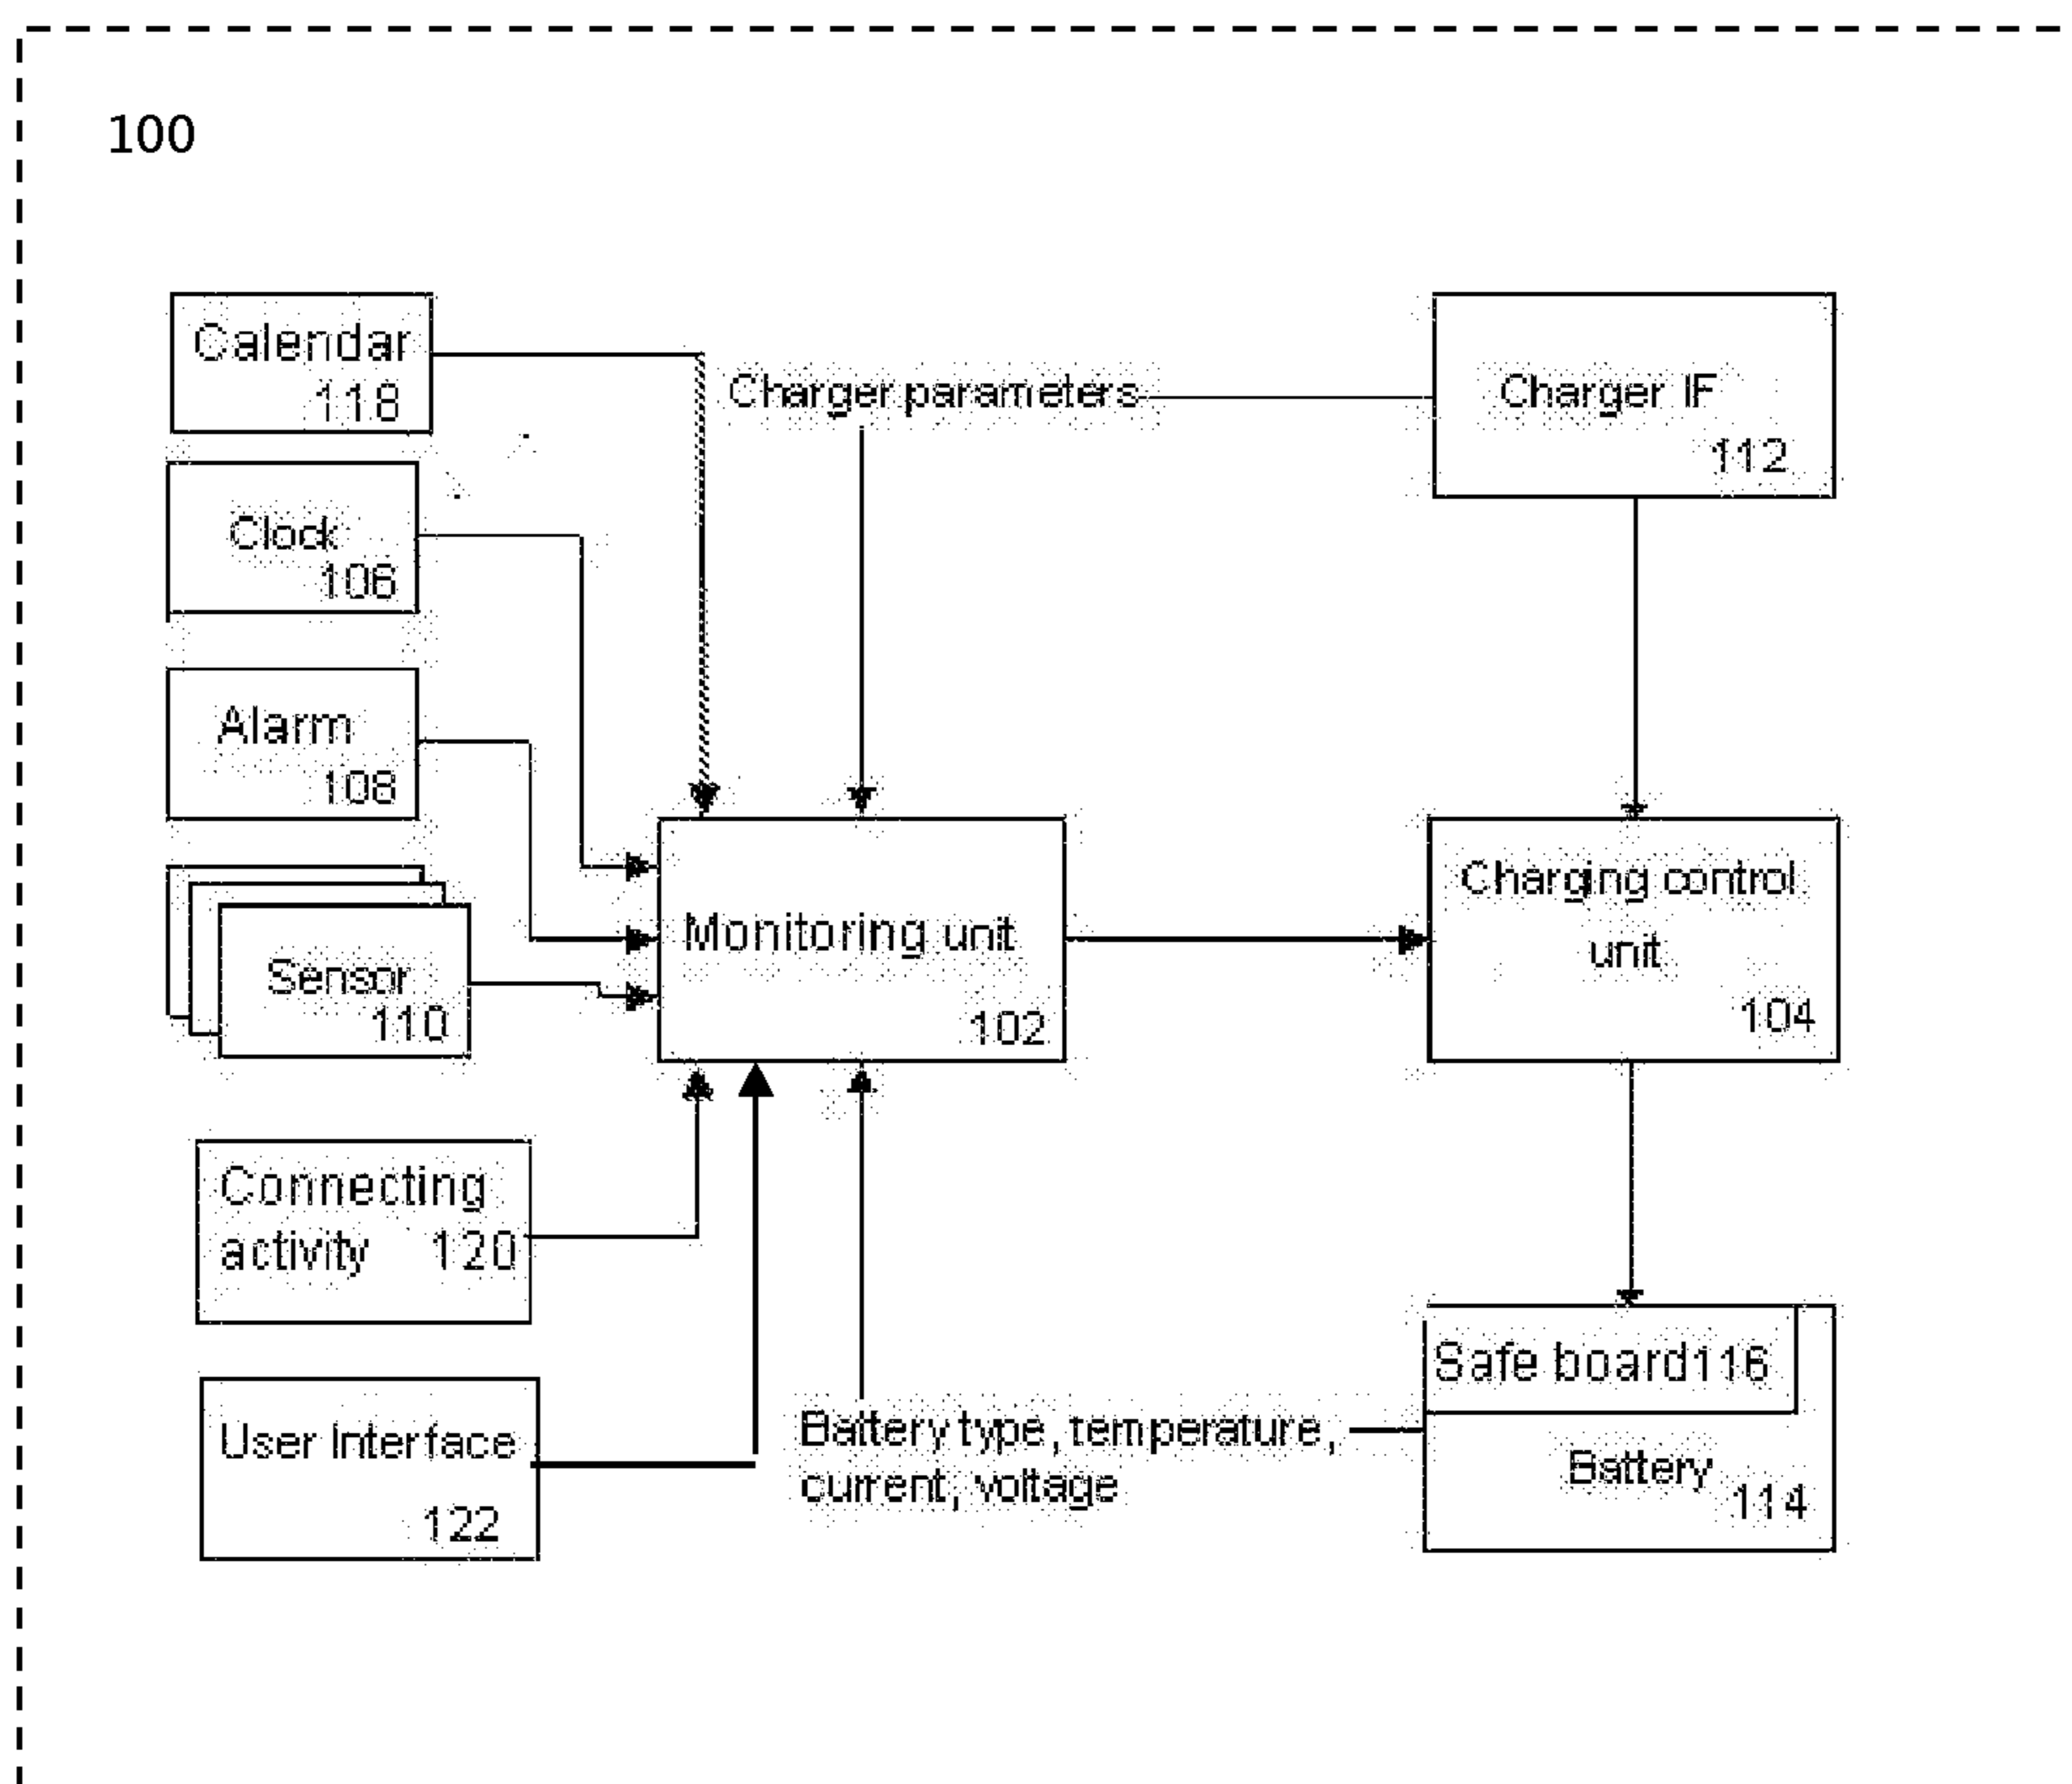 100
Calendar
118
Charger parameters
Charger IF
112
Clock
106
Alarm
108
Sensor
110
Monitoring unit
102
Charging control
unit
104
Connecting
activity 120
User Interface
122
Battery type, temperature,
current, voltage
Safe board116
Battery
114